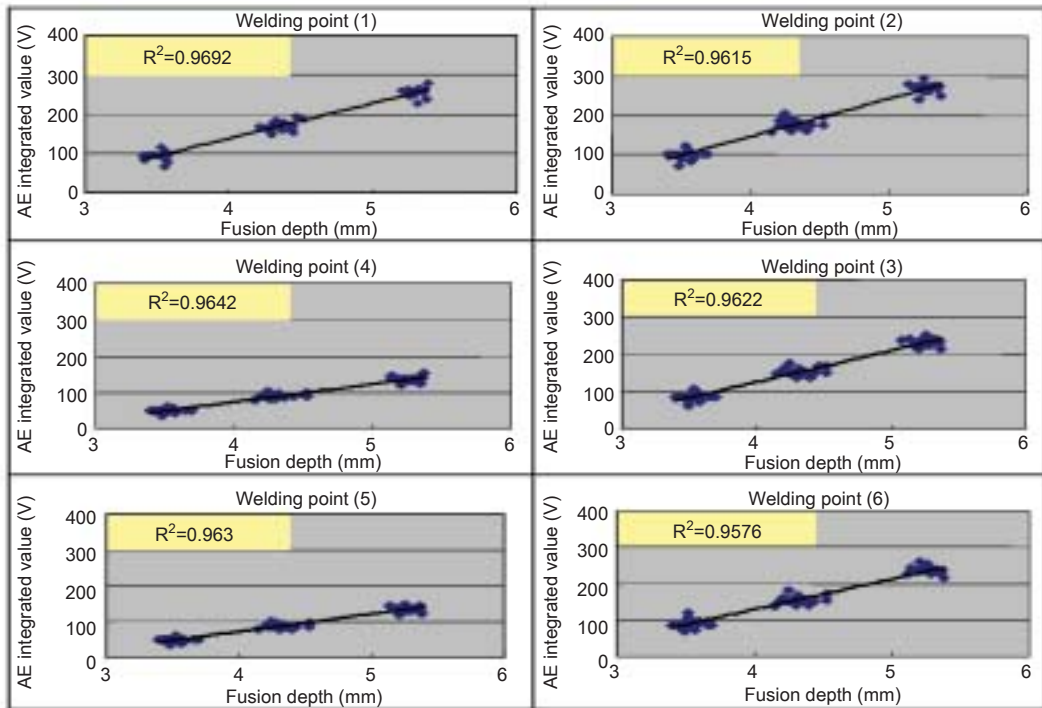 Welding point (1)
AE integrated value (V)
400
300
200
100
0
R²=0.9692
3 4 5 6
Fusion depth (mm)
Welding point (2)
AE integrated value (V)
400
300
200
100
0
R²=0.9615
3 4 5 6
Fusion depth (mm)
Welding point (4)
AE integrated value (V)
400
300
200
100
0
R²=0.9642
3 4 5 6
Fusion depth (mm)
Welding point (3)
AE integrated value (V)
400
300
200
100
0
R²=0.9622
3 4 5 6
Fusion depth (mm)
Welding point (5)
AE integrated value (V)
400
300
200
100
0
R²=0.963
3 4 5 6
Fusion depth (mm)
Welding point (6)
AE integrated value (V)
400
300
200
100
0
R²=0.9576
3 4 5 6
Fusion depth (mm)